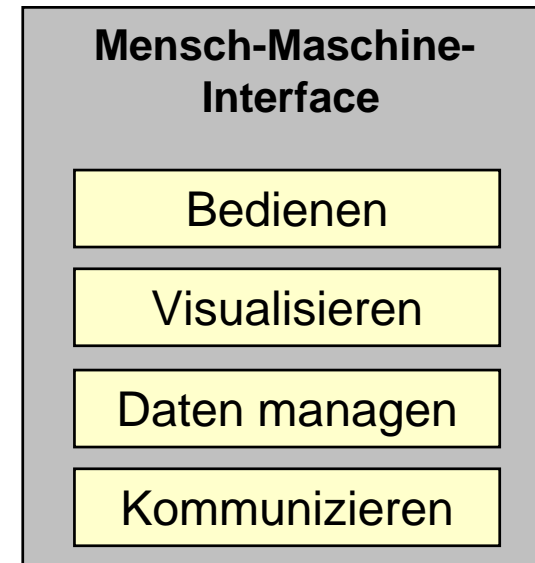 Mensch-Maschine-
Interface
Bedienen
Visualisieren
Daten managen
Kommunizieren